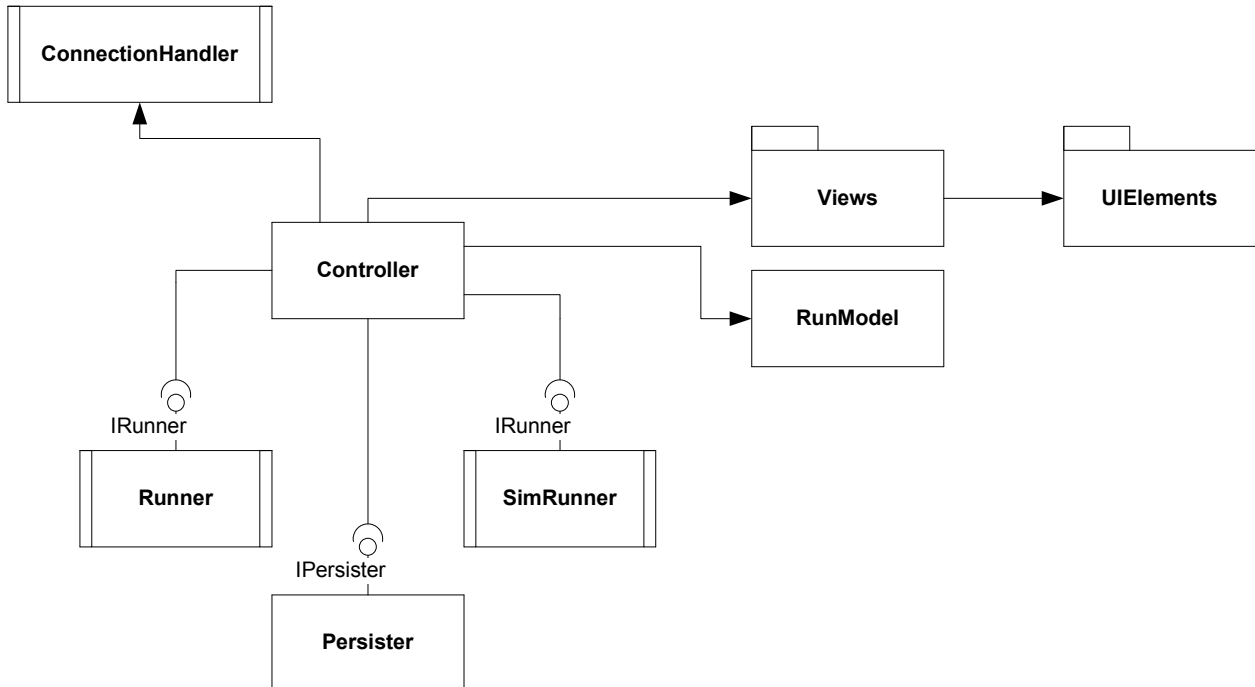 ConnectionHandler
Views
UIElements
Controller
RunModel
IRunner
IRunner
Runner
SimRunner
IPersister
Persister